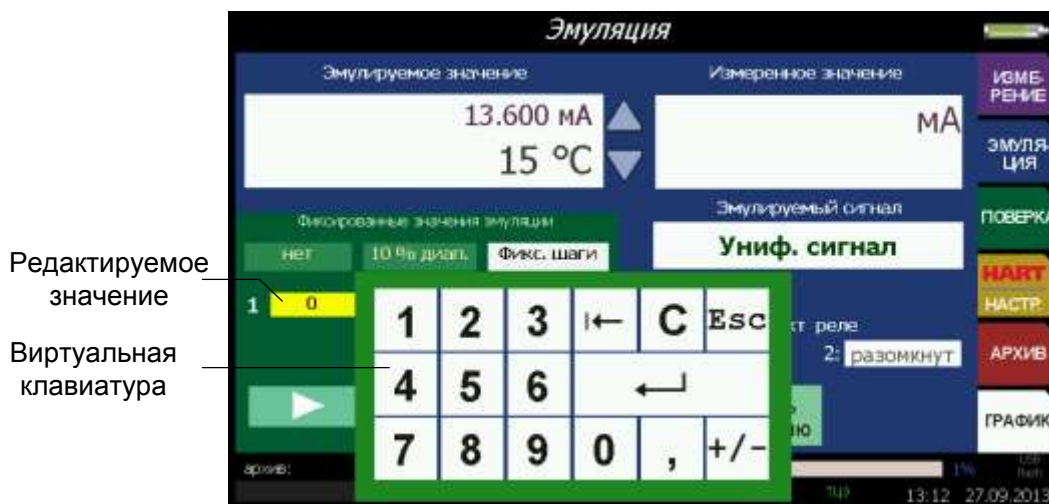 Эмуляция
Эмулируемое значение
13.600 мА
15 °C
Измеренное значение
мА
Фиксированные значения эмуляции
нет
10 % диап.
Фикс. шаги
Эмулируемый сигнал
Униф. сигнал
Редактируемое
значение
1 0
Виртуальная
клавиатура
1 2 3 C Esc
4 5 6
7 8 9 0 , +/-
реле
2: разомкнут
ИЗМЕ-
РЕНИЕ
ЭМУЛЯ-
ЦИЯ
ПОВЕРКА
HART
НАСТР.
АРХИВ
ГРАФИК
архив:
1%
USB
13:12 27.09.2013